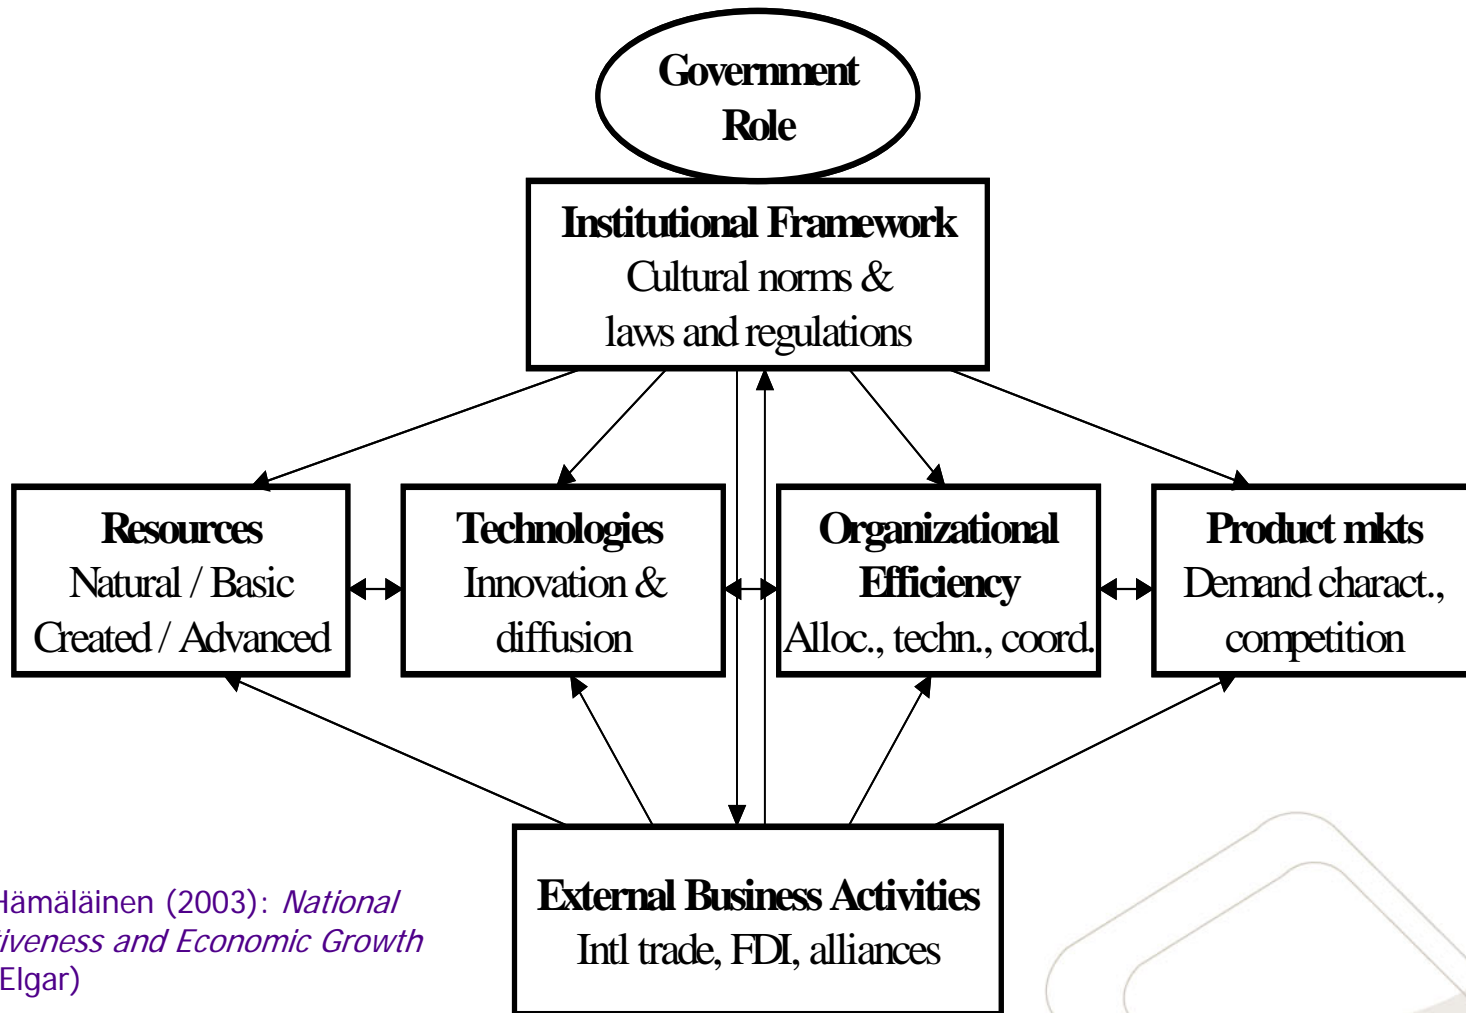 Government
Role
Institutional Framework
Cultural norms &
laws and regulations
Resources
Natural / Basic
Created / Advanced
Technologies
Innovation &
diffusion
Organizational
Efficiency
Alloc., techn., coord.
Product mkts
Demand charact.,
competition
External Business Activities
Intl trade, FDI, alliances
Hämäläinen (2003): National
tiveness and Economic Growth
Elgar)